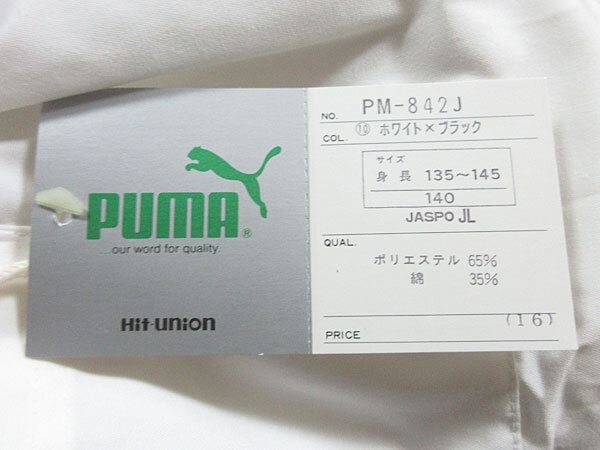 PUMA®
...our word for quality.
Hit-union
NO. PM-842J
COL. ⑩ ホワイト×ブラック
サイズ
身長 135～145
140
JASPO JL
QUAL.
ポリエステル 65%
綿 35%
(16)
PRICE